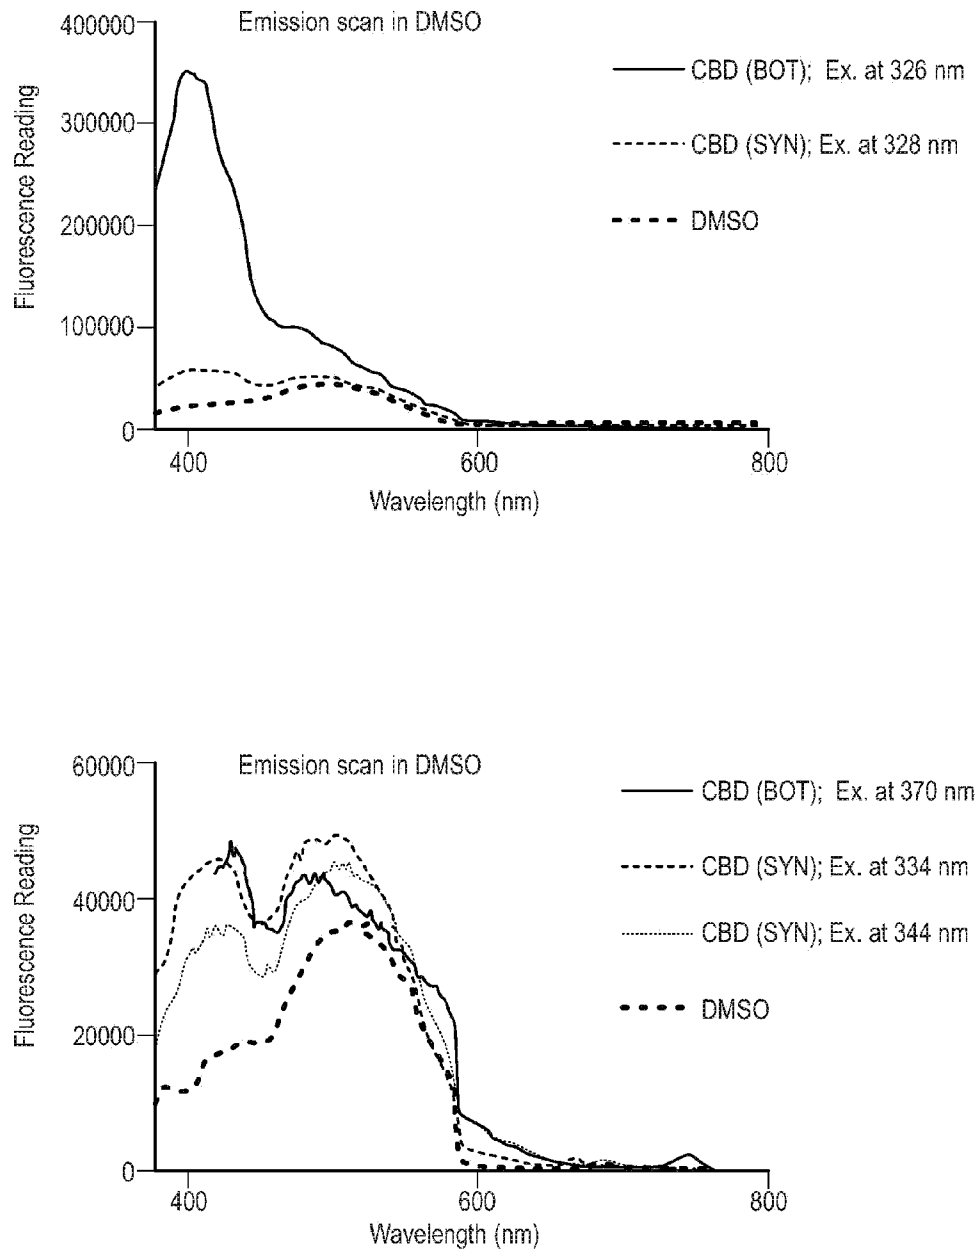 Emission scan in DMSO
400000
300000
200000
100000
0
Fluorescence Reading
400
600
800
Wavelength (nm)
CBD (BOT); Ex. at 326 nm
CBD (SYN); Ex. at 328 nm
DMSO
Emission scan in DMSO
60000
40000
20000
0
Fluorescence Reading
400
600
800
Wavelength (nm)
CBD (BOT); Ex. at 370 nm
CBD (SYN); Ex. at 334 nm
CBD (SYN); Ex. at 344 nm
DMSO